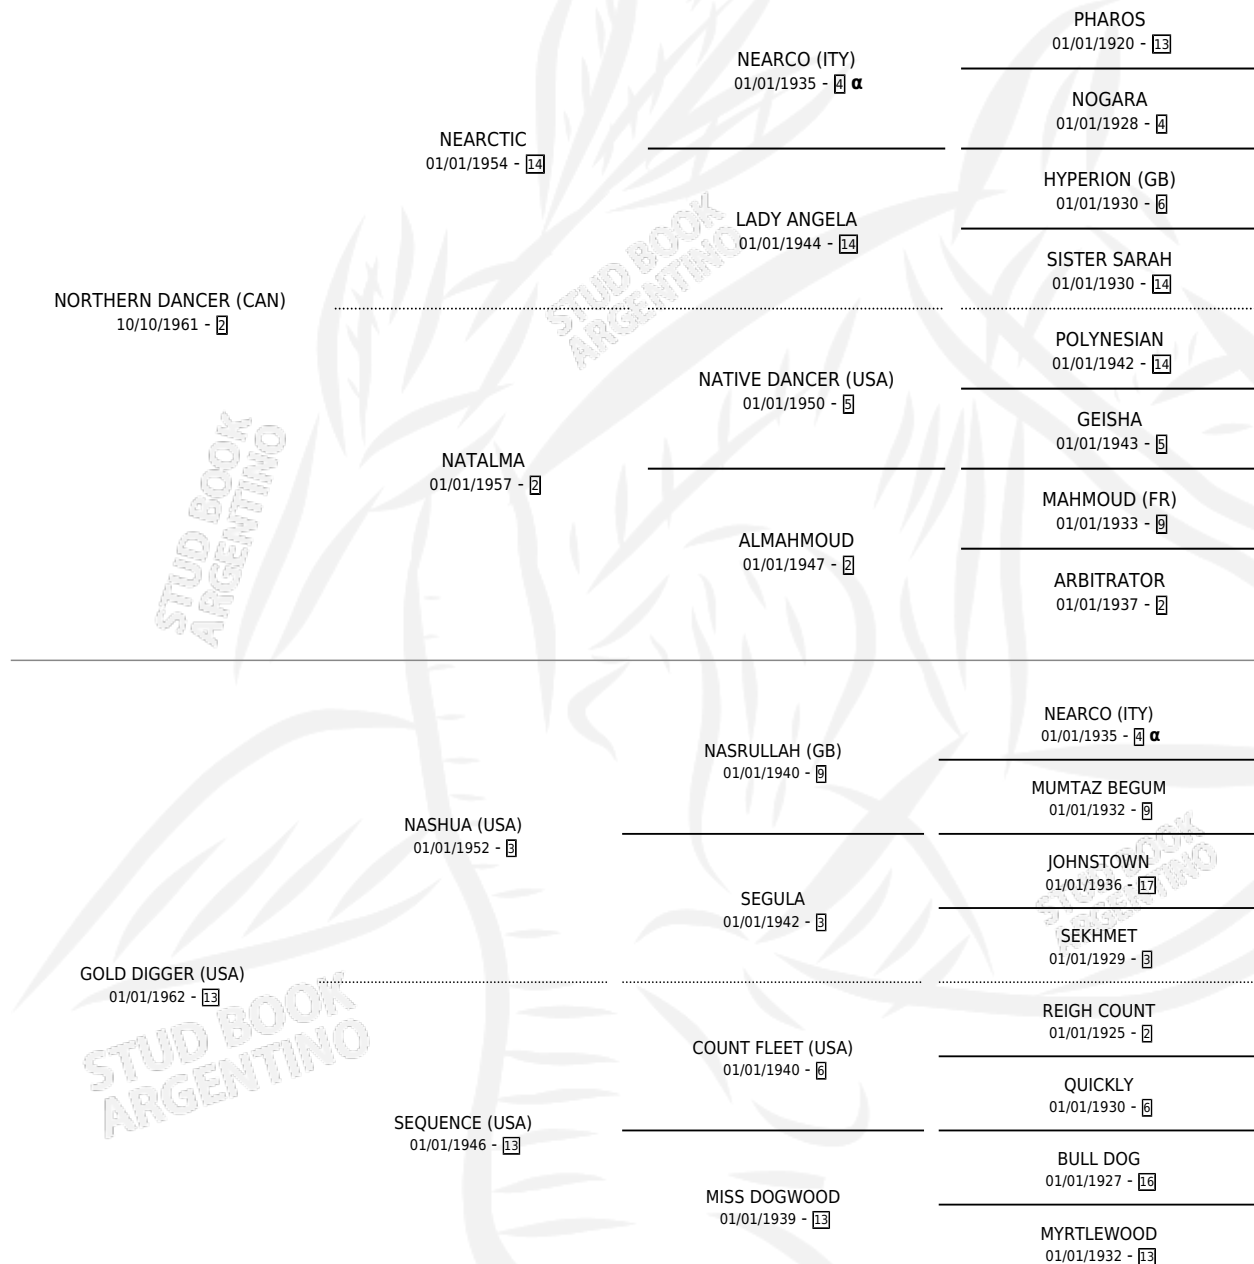 NORTHERN DANCER (CAN)
10/10/1961 - 2
NEARCTIC
01/01/1954 - 14
NEARCO (ITY)
01/01/1935 - 4 α
PHAROS
01/01/1920 - 13
NOGARA
01/01/1928 - 4
LADY ANGELA
01/01/1944 - 14
HYPERION (GB)
01/01/1930 - 6
SISTER SARAH
01/01/1930 - 14
NATALMA
01/01/1957 - 2
NATIVE DANCER (USA)
01/01/1950 - 5
POLYNESIAN
01/01/1942 - 14
GEISHA
01/01/1943 - 5
ALMAHMOUD
01/01/1947 - 2
MAHMOUD (FR)
01/01/1933 - 9
ARBITRATOR
01/01/1937 - 2
GOLD DIGGER (USA)
01/01/1962 - 13
NASHUA (USA)
01/01/1952 - 3
NASRULLAH (GB)
01/01/1940 - 9
NEARCO (ITY)
01/01/1935 - 4 α
MUMTAZ BEGUM
01/01/1932 - 9
SEGULA
01/01/1942 - 3
JOHNSTOWN
01/01/1936 - 17
SEKHMET
01/01/1929 - 3
SEQUENCE (USA)
01/01/1946 - 13
COUNT FLEET (USA)
01/01/1940 - 6
REIGH COUNT
01/01/1925 - 2
QUICKLY
01/01/1930 - 6
MISS DOGWOOD
01/01/1939 - 13
BULL DOG
01/01/1927 - 16
MYRTLEWOOD
01/01/1932 - 13
STUD BOOK
ARGENTINO
STUD BOOK
ARGENTINO
STUD BOOK
ARGENTINO
STUD BOOK
ARGENTINO